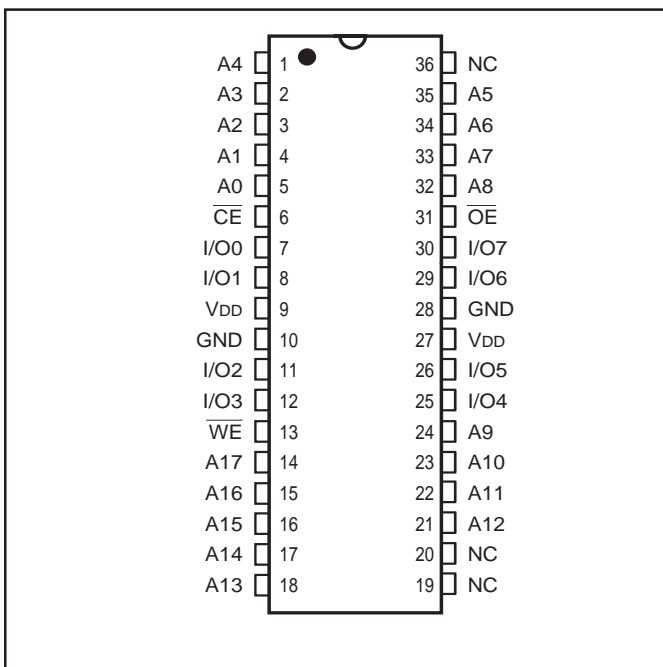 A4 1 36 NC
A3 2 35 A5
A2 3 34 A6
A1 4 33 A7
A0 5 32 A8
C̅E̅ 6 31 O̅E̅
I/O0 7 30 I/O7
I/O1 8 29 I/O6
VDD 9 28 GND
GND 10 27 VDD
I/O2 11 26 I/O5
I/O3 12 25 I/O4
W̅E̅ 13 24 A9
A17 14 23 A10
A16 15 22 A11
A15 16 21 A12
A14 17 20 NC
A13 18 19 NC